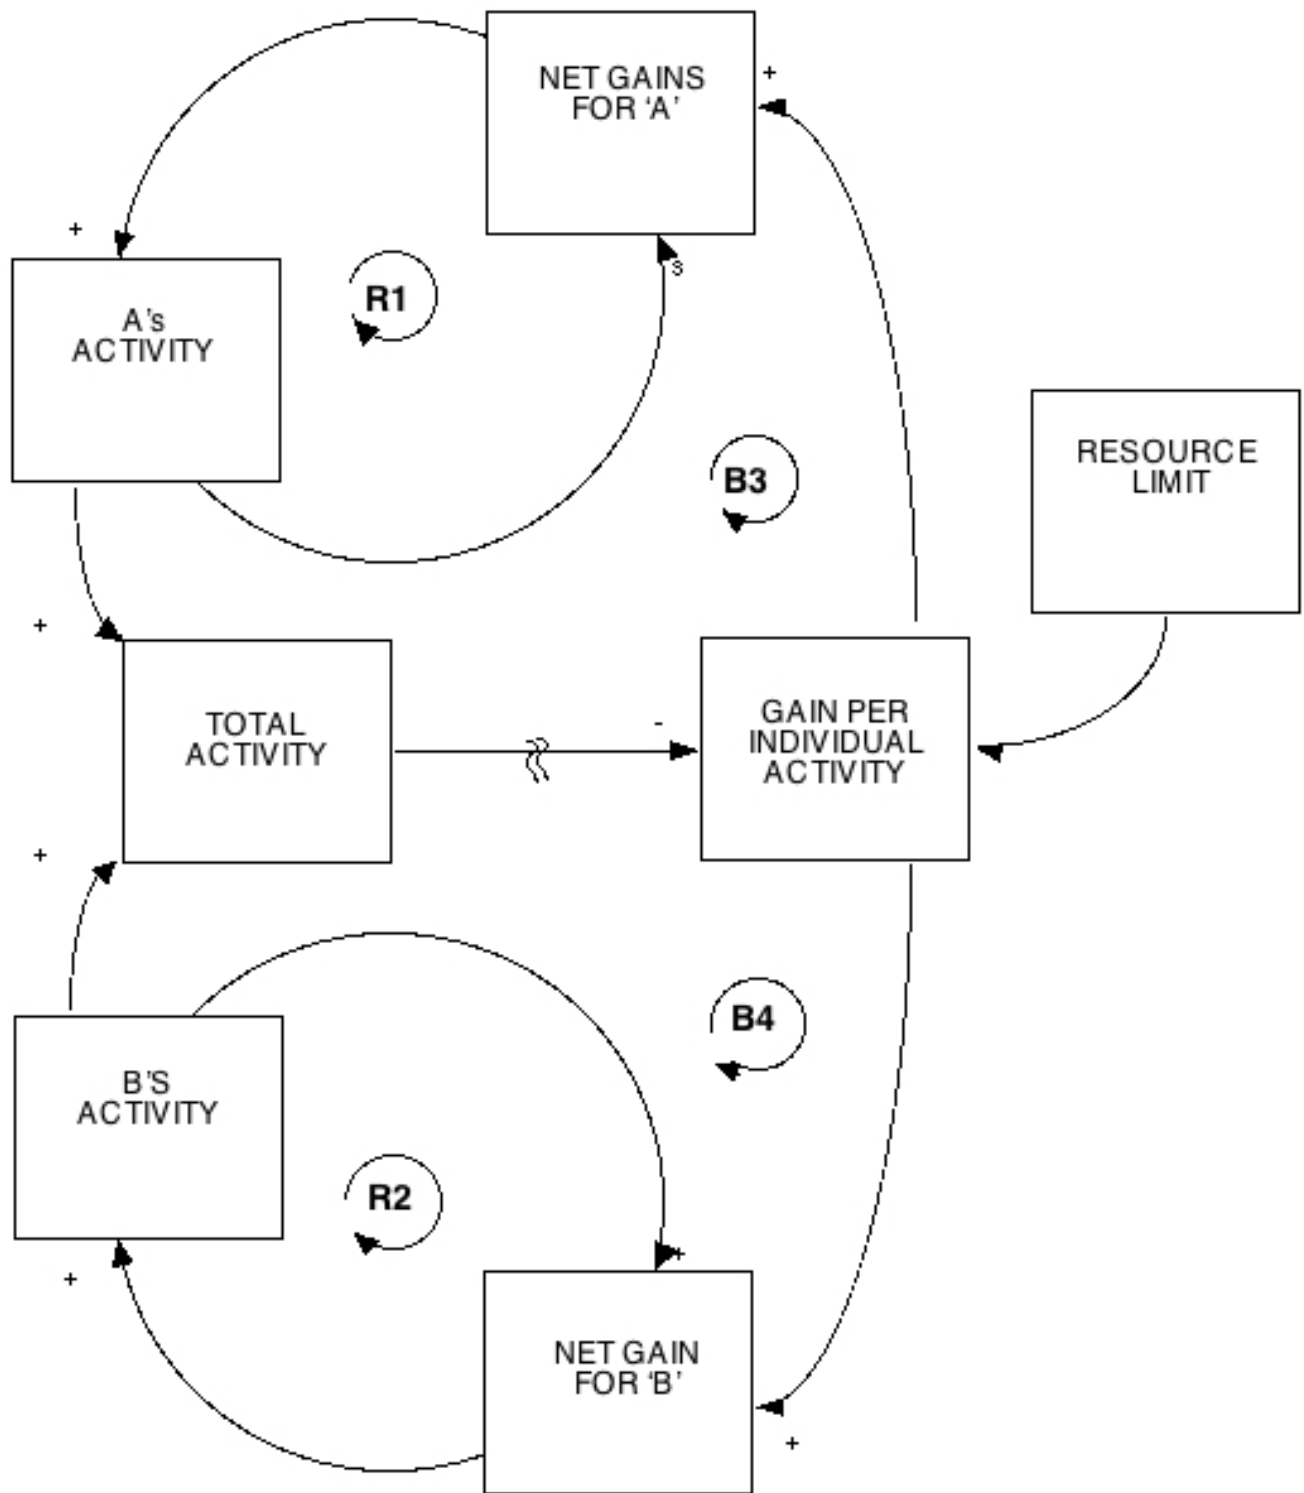 NET GAINS
FOR ‘A’
+
+
A's
ACTIVITY
R1
s
B3
RESOURCE
LIMIT
+
TOTAL
ACTIVITY
-
GAIN PER
INDIVIDUAL
ACTIVITY
+
B'S
ACTIVITY
B4
R2
+
+
NET GAIN
FOR ‘B’
+